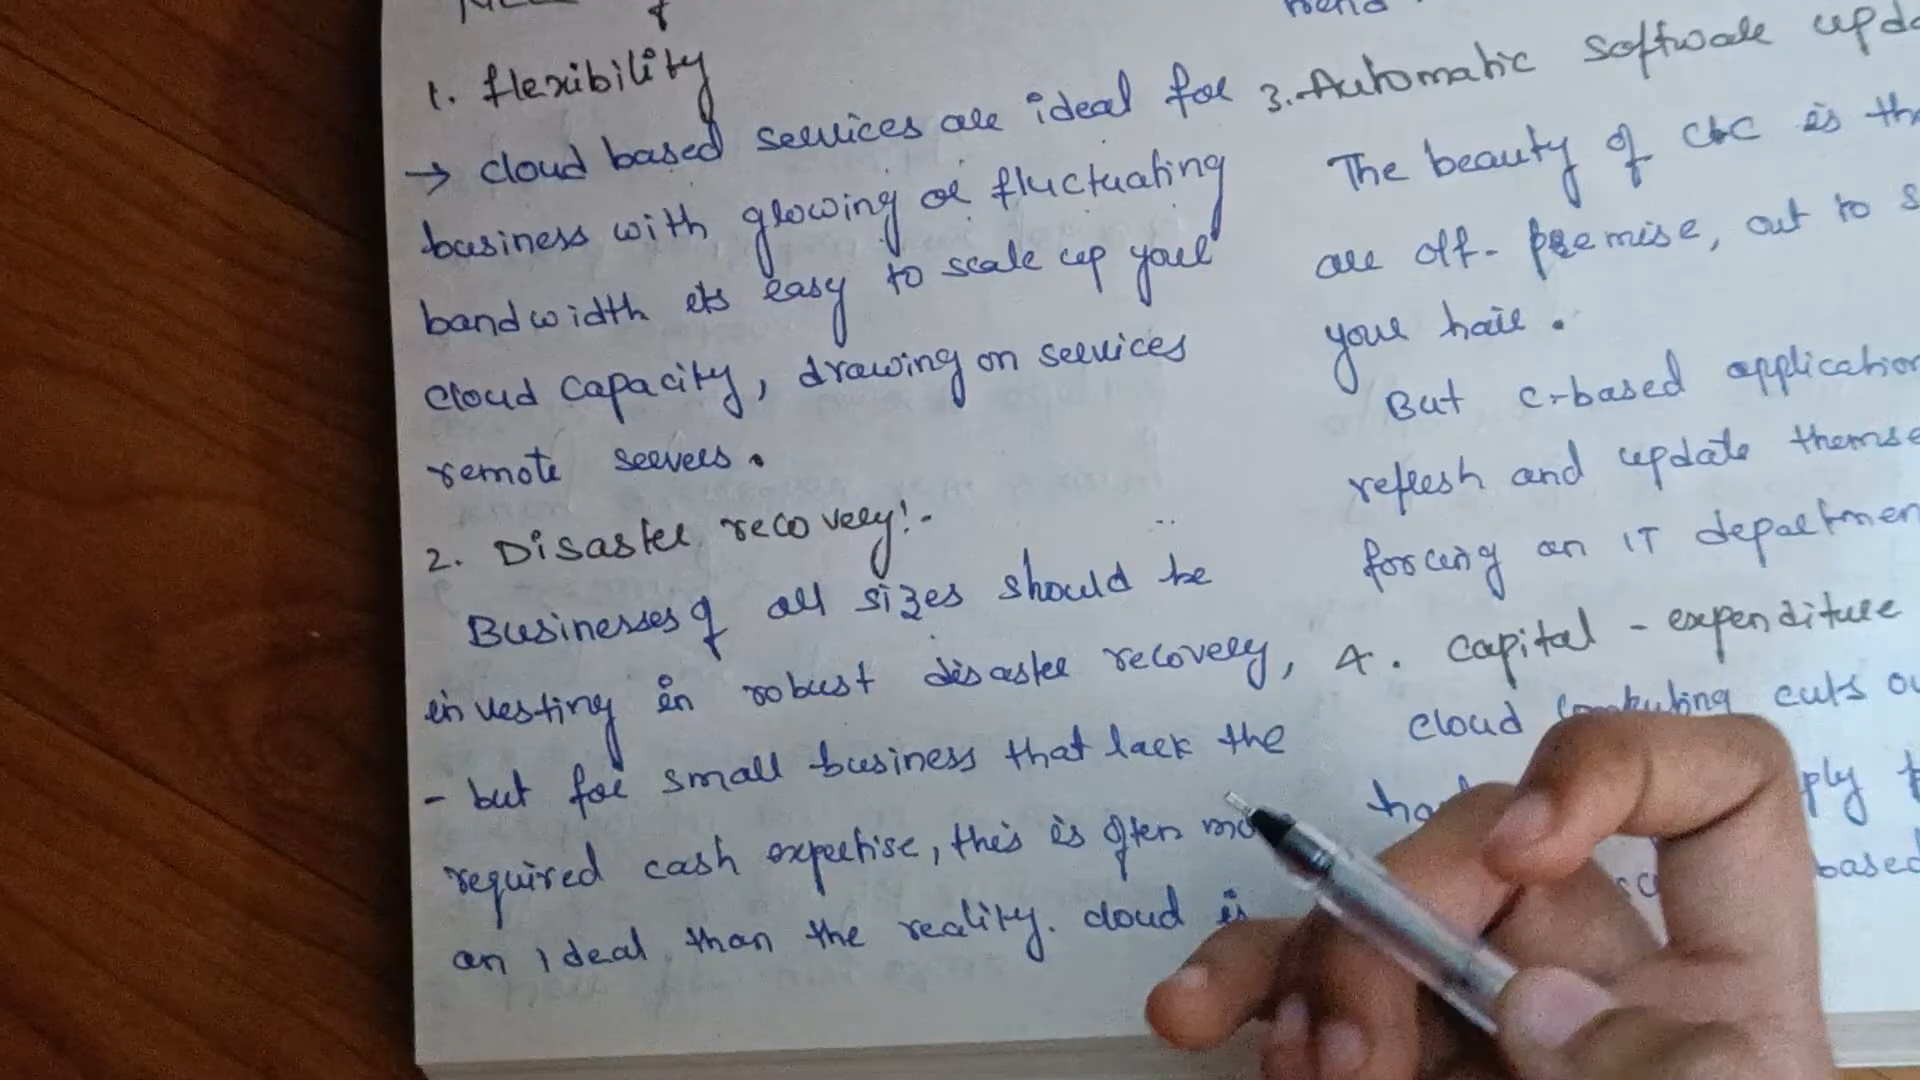 1. flexibility
→ cloud based services are ideal for
business with growing or fluctuating
bandwidth its easy to scale up your
cloud capacity, drawing on services
remote servers.
2. Disaster recovery:-
Businesses of all sizes should be
investing in robust disaster recovery,
- but for small business that lack the
required cash expertise, this is often
an ideal than the reality. cloud is
3. Automatic software
The beauty of is
are off-premise, out to
your hair.
But c-based
refresh and update
forcing an IT
4. capital - expenditure
cloud computing cuts
based